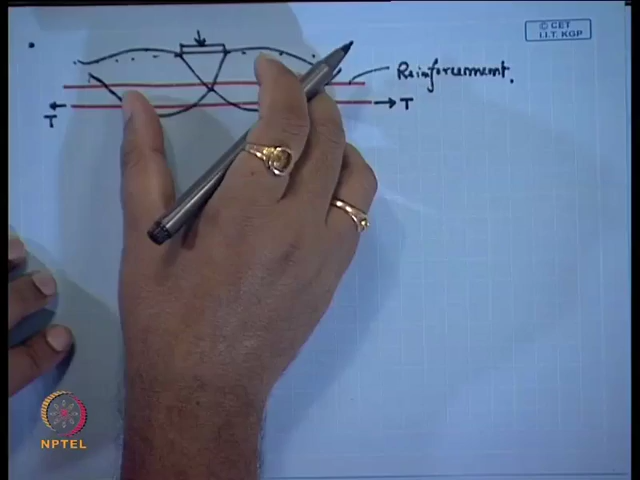 © CET
I.I.T. KGP
Reinforcement.
T
T
NPTEL